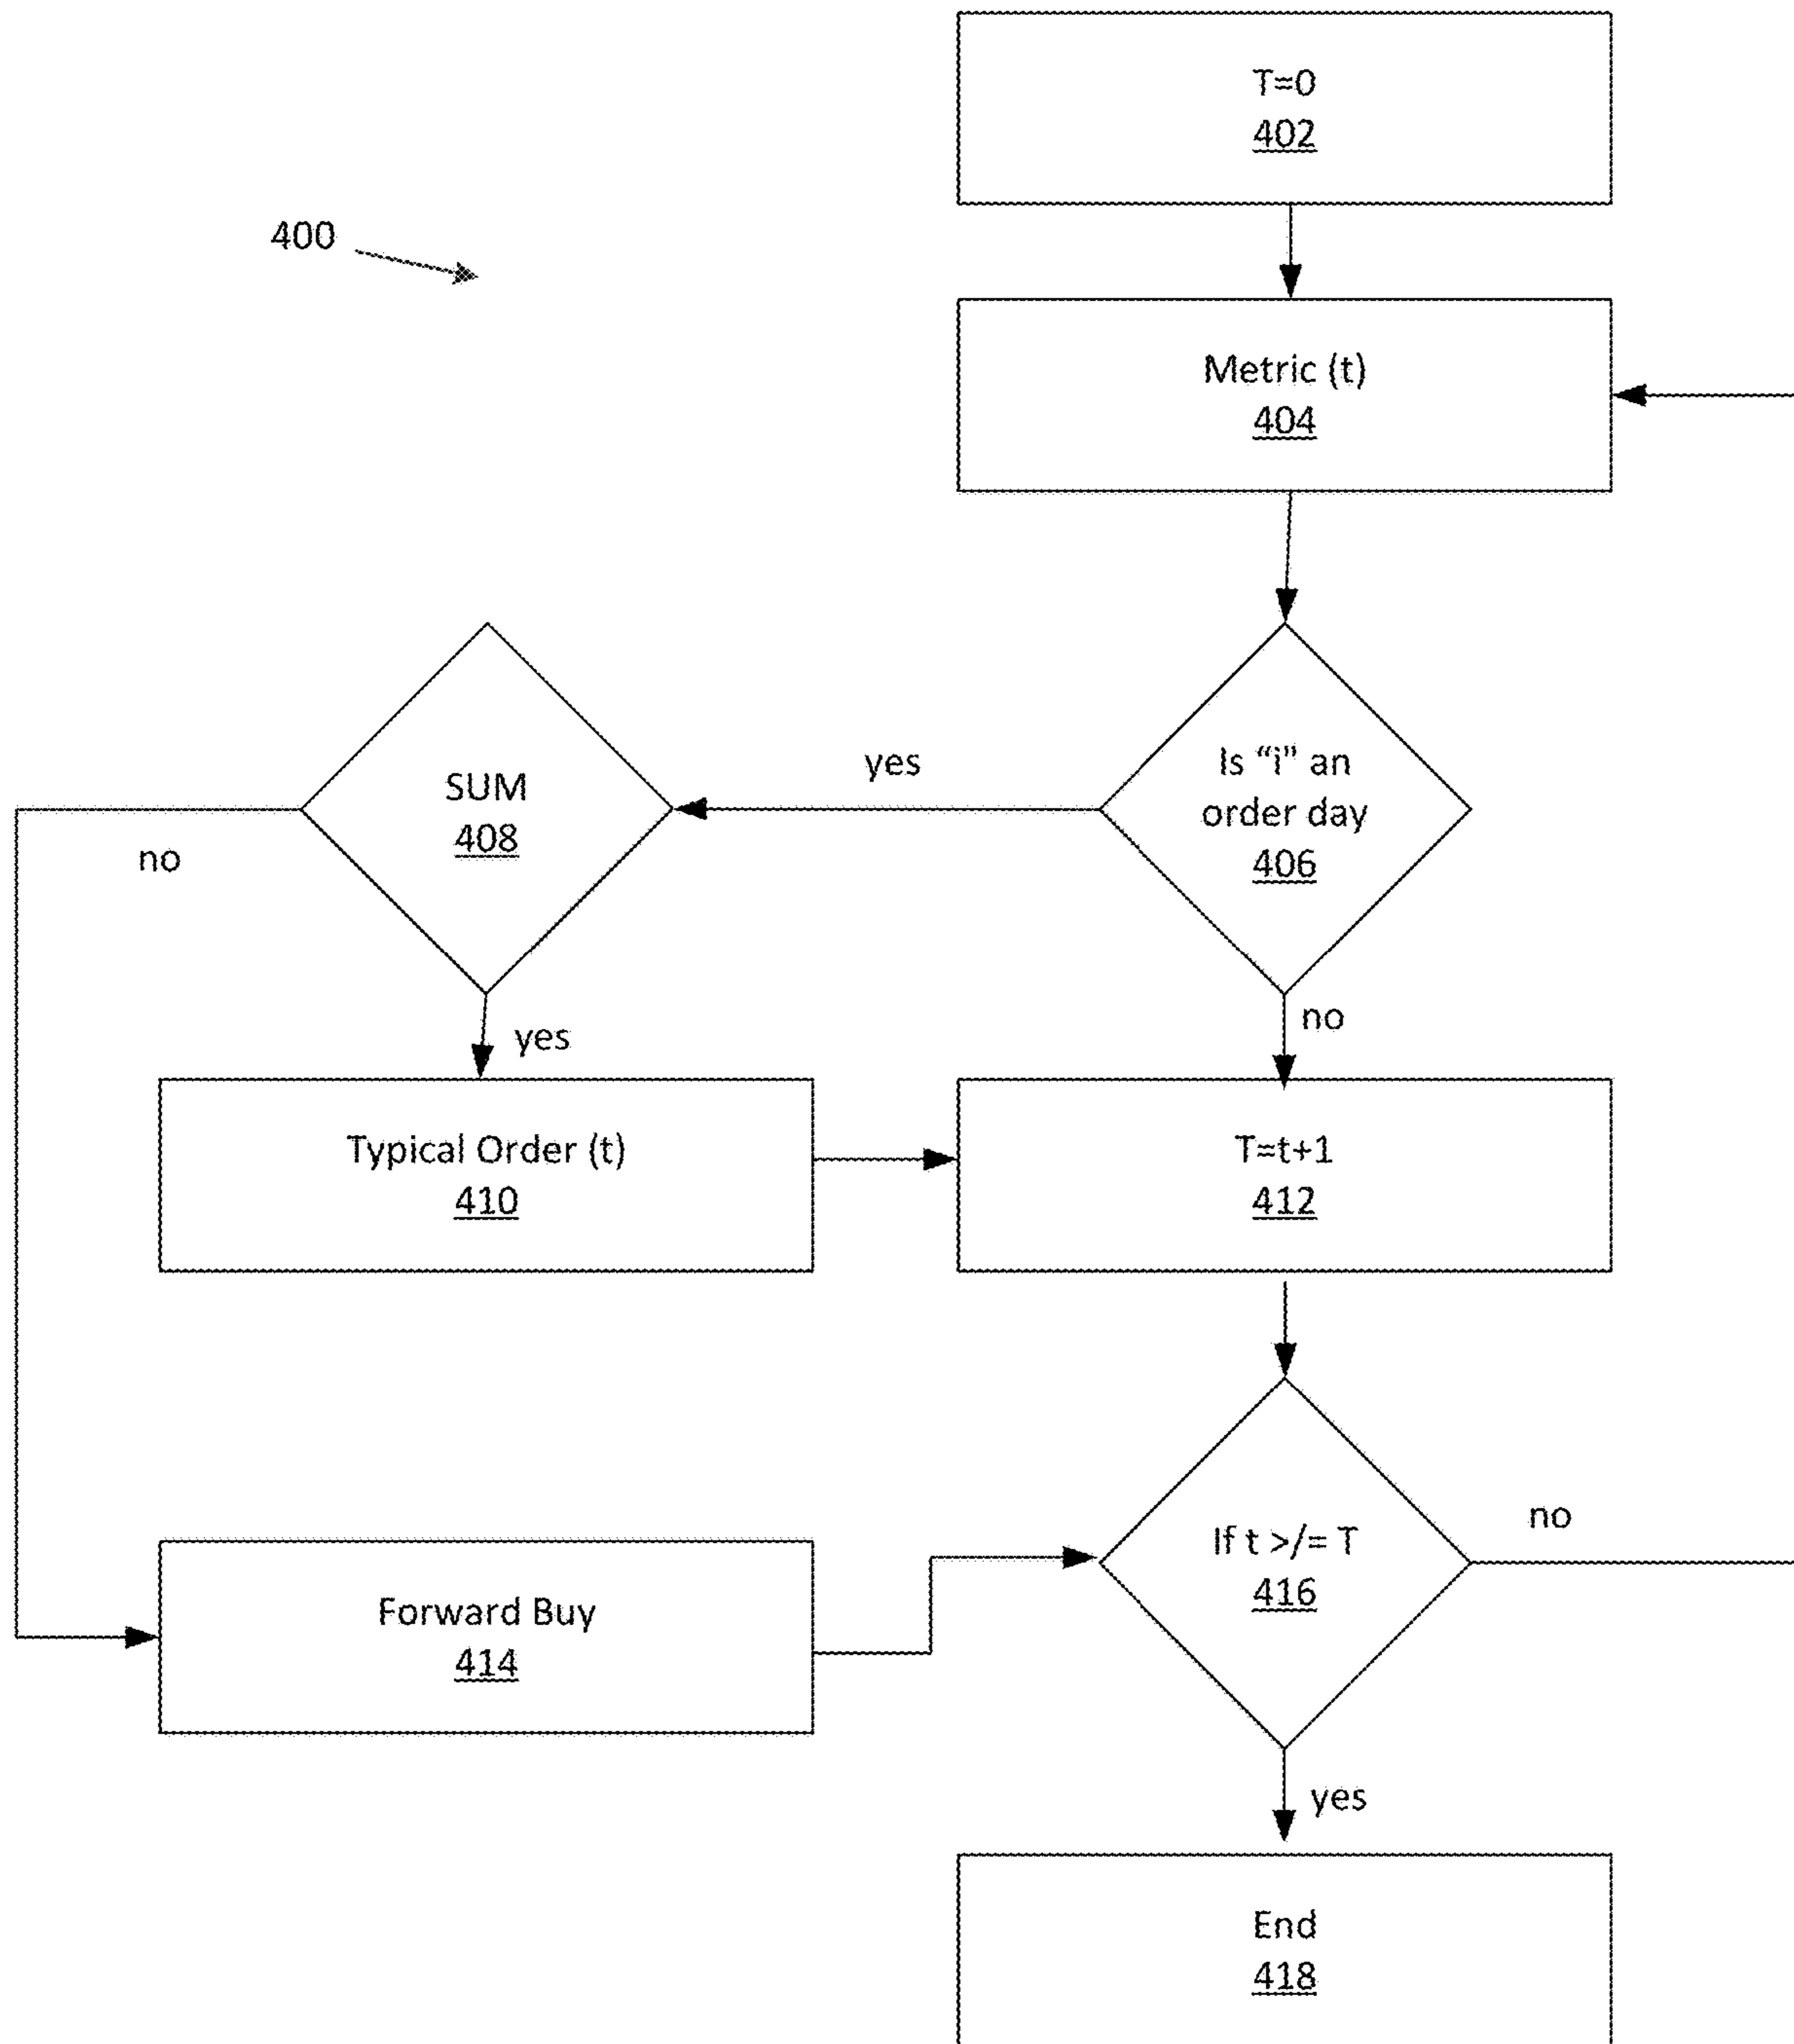 T=0
402
400
Metric (t)
404
Is “i” an
order day
406
yes
SUM
408
no
yes
no
Typical Order (t)
410
T=t+1
412
If t >/= T
416
no
Forward Buy
414
yes
End
418